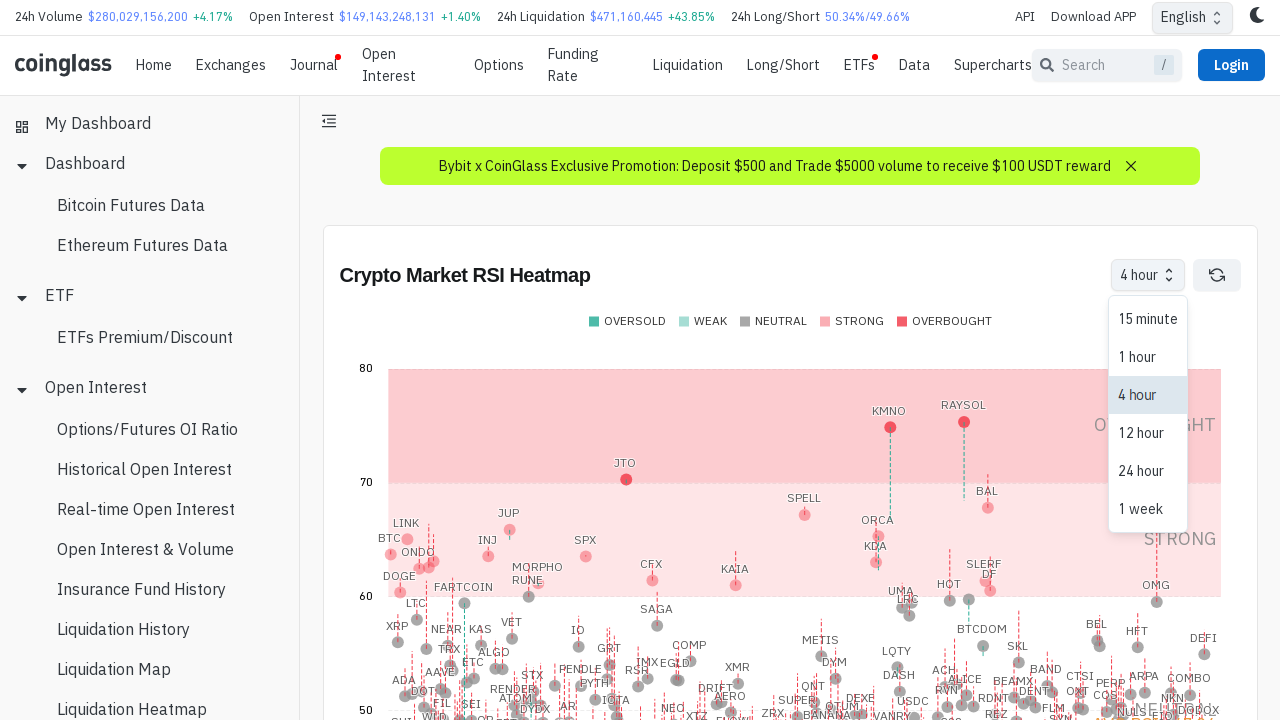 24h Volume $280,029,156,200 +4.17% Open Interest $149,143,248,131 +1.40% 24h Liquidation $471,160,445 +43.85% 24h Long/Short 50.34%/49.66% API Download APP English
coinglass Home Exchanges Journal Open Interest Options Funding Rate Liquidation Long/Short ETFs Data Supercharts Search / Login
My Dashboard
Dashboard
Bitcoin Futures Data
Ethereum Futures Data
ETF
ETFs Premium/Discount
Open Interest
Options/Futures OI Ratio
Historical Open Interest
Real-time Open Interest
Open Interest & Volume
Insurance Fund History
Liquidation History
Liquidation Map
Liquidation Heatmap
Bybit x CoinGlass Exclusive Promotion: Deposit $500 and Trade $5000 volume to receive $100 USDT reward
Crypto Market RSI Heatmap
4 hour
15 minute
1 hour
4 hour
12 hour
24 hour
1 week
OVERSOLD WEAK NEUTRAL STRONG OVERBOUGHT
80
KMNO RAYSOL
JTO
70
BAL
SPELL
JUP
ORCA
LINK
STRONG
BTC INJ SPX
KDA
ONDO
CFX MORPHO SLERF
KAIA DF
DOGE RUNE
FARTCOIN HOT OMG
UMA
60
LRC
LTC SAGA
XRP NEAR KAS VET IO BTCDOM BEL HFT
METIS DEFI
TRX ALGO GRT COMP LQTY SKL
ETC IMX EGLD DYM
AAVE PENDLE RSR XMR ACH BAND
ADA STX PYTH DASH ALICE CTSI ARPA COMBO
DOT RENDER DRIFT QNT RVN BEAMX PERP
ATOM IOTA AERO SUPER DEXE USDC RDNT DENT OXT COS NKN
FIL SEI DYDX AR NEO OTUM FLM
50 XTZ ZRX BANANA VANRY REZ NULS DODOX